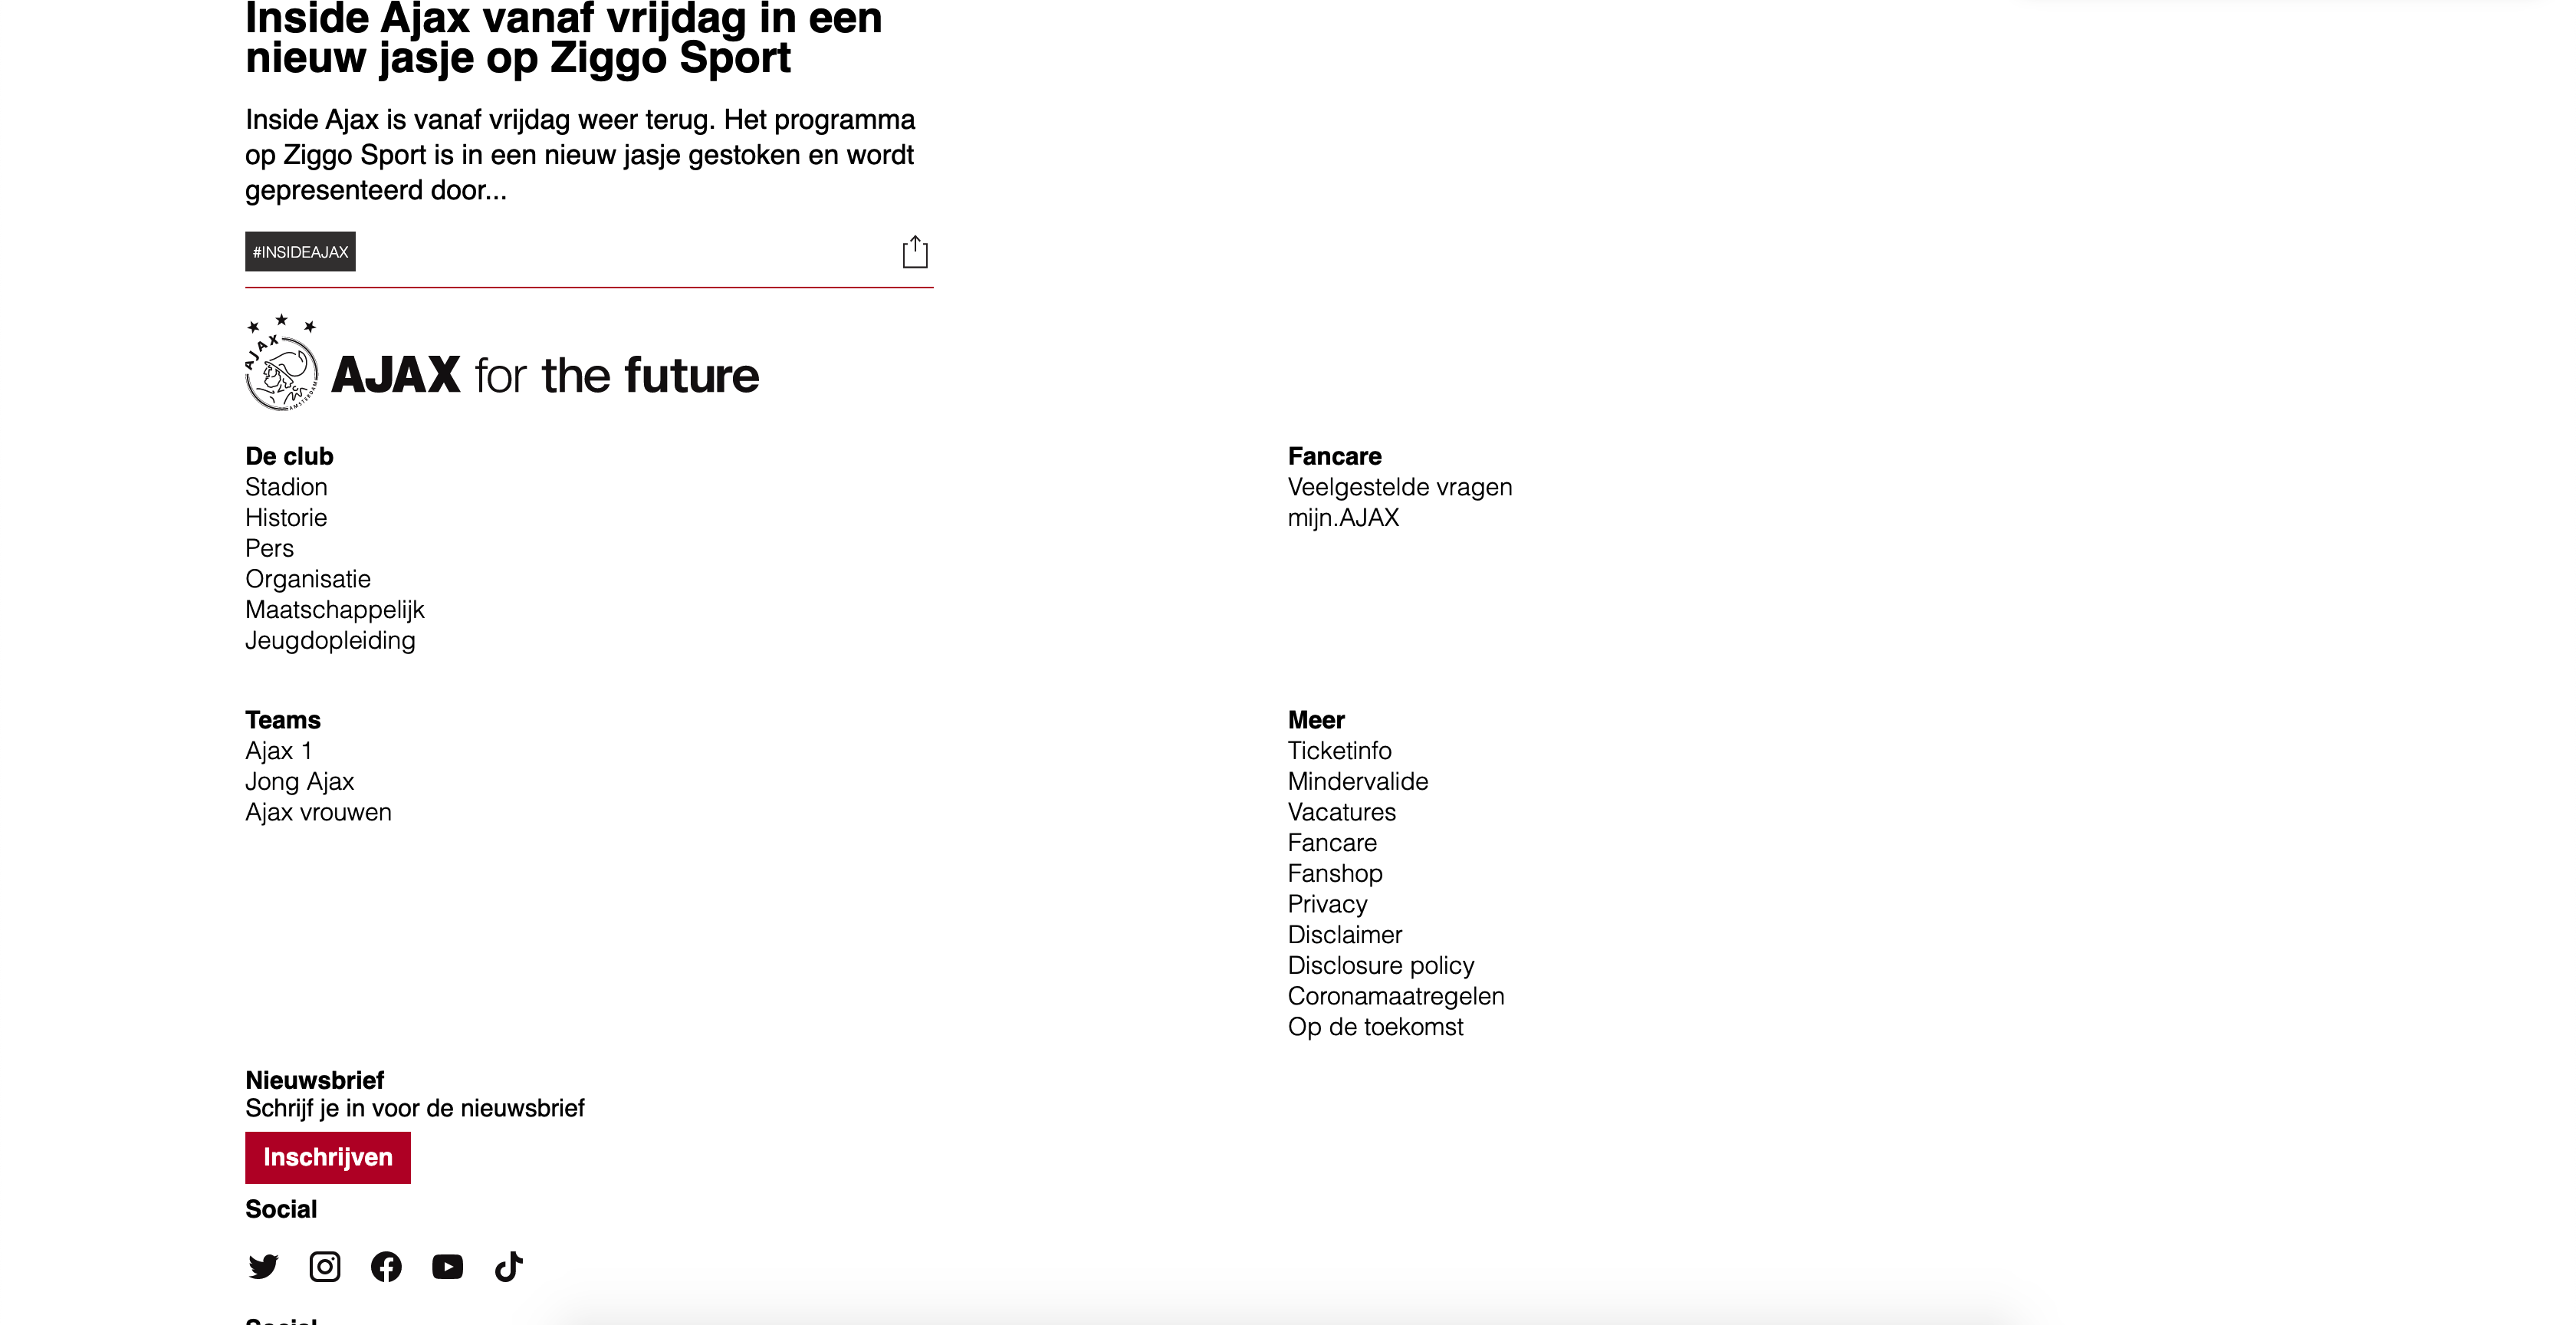 Inside Ajax vanaf vrijdag in een
nieuw jasje op Ziggo Sport
Inside Ajax is vanaf vrijdag weer terug. Het programma
op Ziggo Sport is in een nieuw jasje gestoken en wordt
gepresenteerd door...
#INSIDEAJAX
AJAX
AMSTERDAM
AJAX for the future
De club
Stadion
Historie
Pers
Organisatie
Maatschappelijk
Jeugdopleiding
Fancare
Veelgestelde vragen
mijn.AJAX
Teams
Ajax 1
Jong Ajax
Ajax vrouwen
Meer
Ticketinfo
Mindervalide
Vacatures
Fancare
Fanshop
Privacy
Disclaimer
Disclosure policy
Coronamaatregelen
Op de toekomst
Nieuwsbrief
Schrijf je in voor de nieuwsbrief
Inschrijven
Social
Social